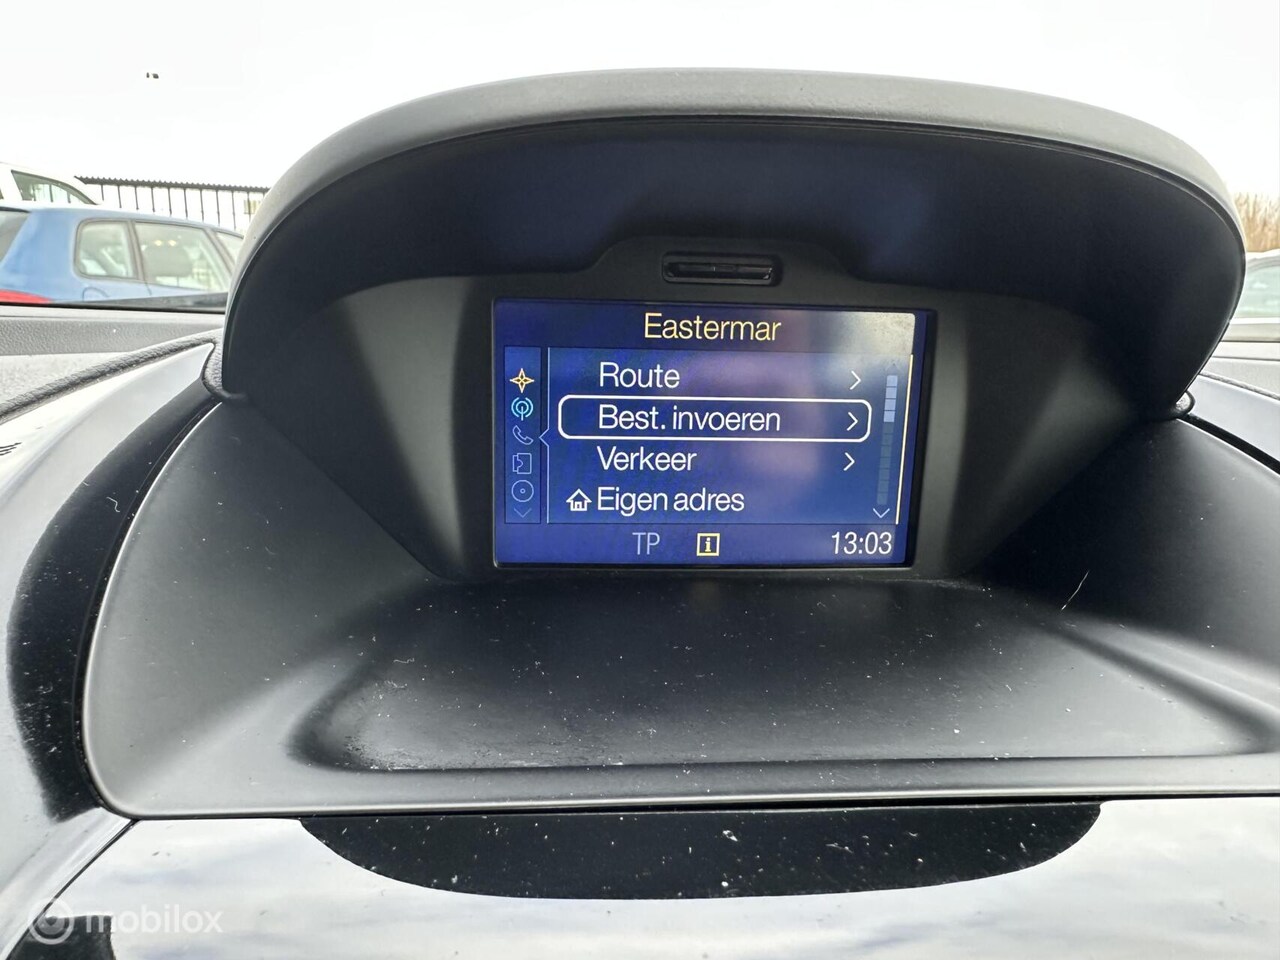 Eastermar
Route
Best. invoeren
Verkeer
Eigen adres
TP
13:03
mobilox